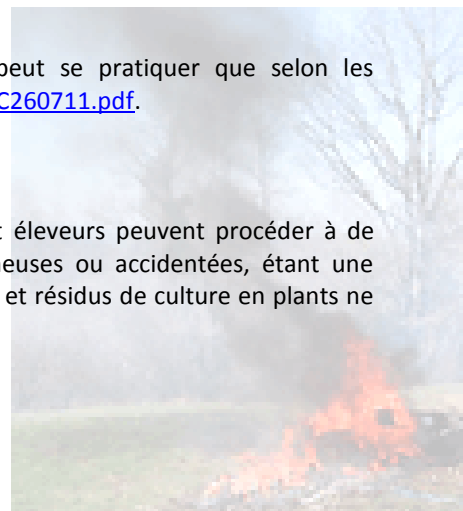 peut se pratiquer que selon les
C260711.pdf.
t éleveurs peuvent procéder à de
euses ou accidentées, étant une
et résidus de culture en plants ne